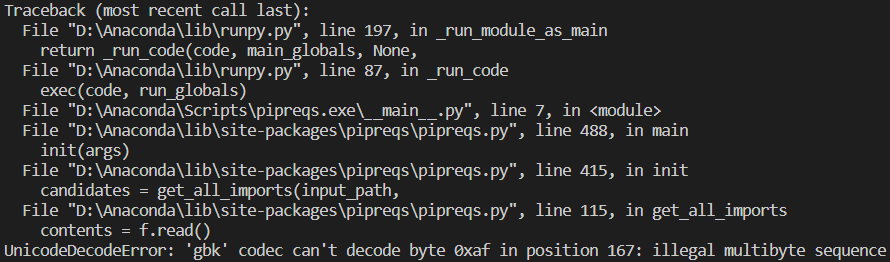 Traceback (most recent call last):
  File "D:\Anaconda\lib\runpy.py", line 197, in _run_module_as_main
    return _run_code(code, main_globals, None,
  File "D:\Anaconda\lib\runpy.py", line 87, in _run_code
    exec(code, run_globals)
  File "D:\Anaconda\Scripts\pipreqs.exe\__main__.py", line 7, in <module>
  File "D:\Anaconda\lib\site-packages\pipreqs\pipreqs.py", line 488, in main
    init(args)
  File "D:\Anaconda\lib\site-packages\pipreqs\pipreqs.py", line 415, in init
    candidates = get_all_imports(input_path,
  File "D:\Anaconda\lib\site-packages\pipreqs\pipreqs.py", line 115, in get_all_imports
    contents = f.read()
UnicodeDecodeError: 'gbk' codec can't decode byte 0xaf in position 167: illegal multibyte sequence